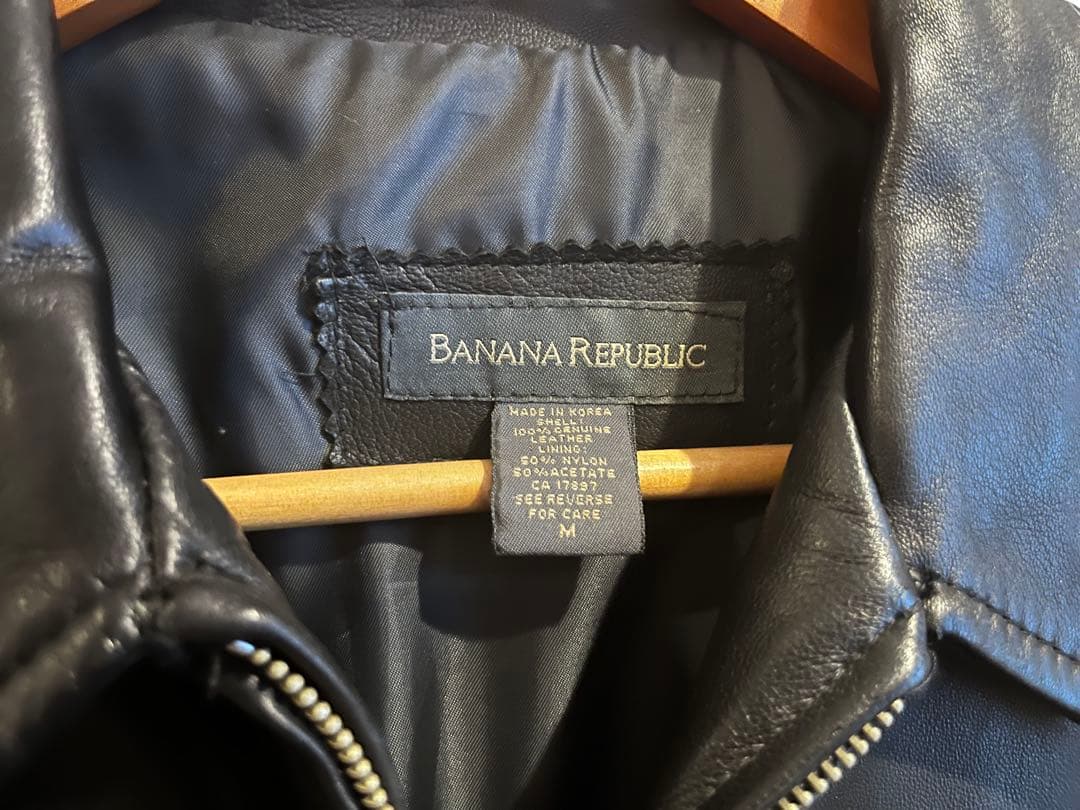 BANANA REPUBLIC
MADE IN KOREA
SHELL:
100% GENUINE
LEATHER
LINING:
50% NYLON
50% ACETATE
CA 17897
SEE REVERSE
FOR CARE
M